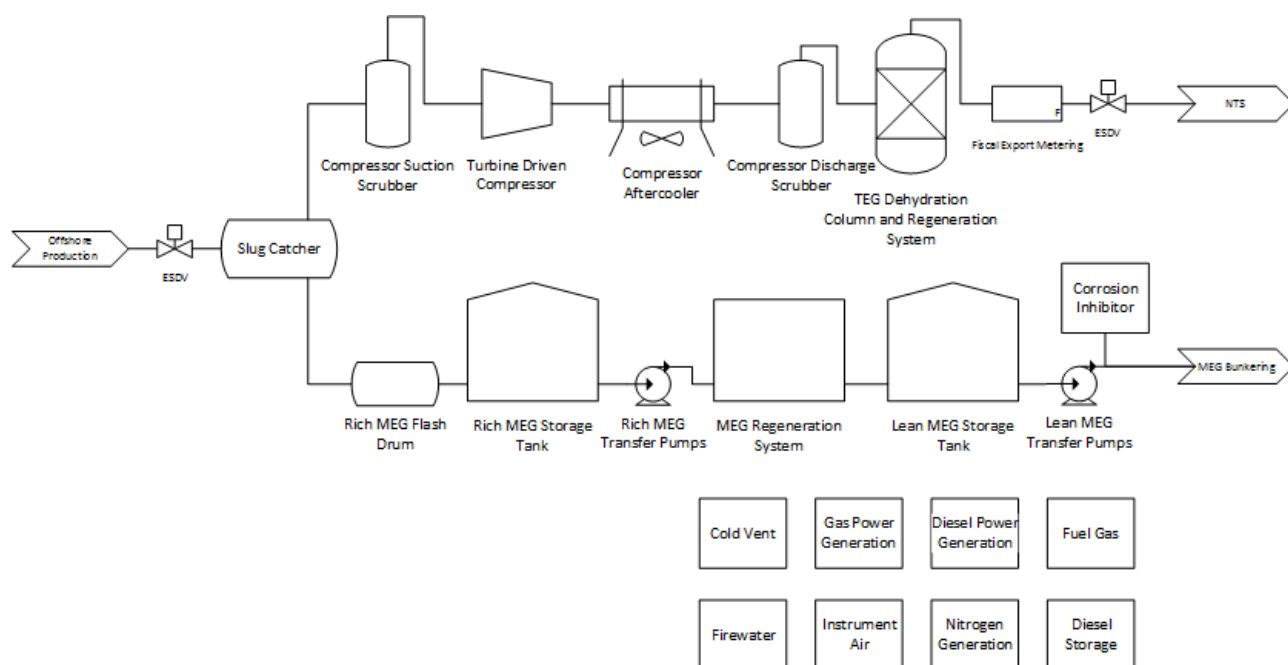 Compressor Suction
Scrubber
Turbine Driven
Compressor
Compressor
Aftercooler
Compressor Discharge
Scrubber
TEG Dehydration
Column and Regeneration
System
F
Fiscal Export Metering
ESDV
NTS
Offshore
Production
ESDV
Slug Catcher
Rich MEG Flash
Drum
Rich MEG Storage
Tank
Rich MEG
Transfer Pumps
MEG Regeneration
System
Lean MEG Storage
Tank
Lean MEG
Transfer Pumps
Corrosion
Inhibitor
MEG Bunkering
Cold Vent
Gas Power
Generation
Diesel Power
Generation
Fuel Gas
Firewater
Instrument
Air
Nitrogen
Generation
Diesel
Storage